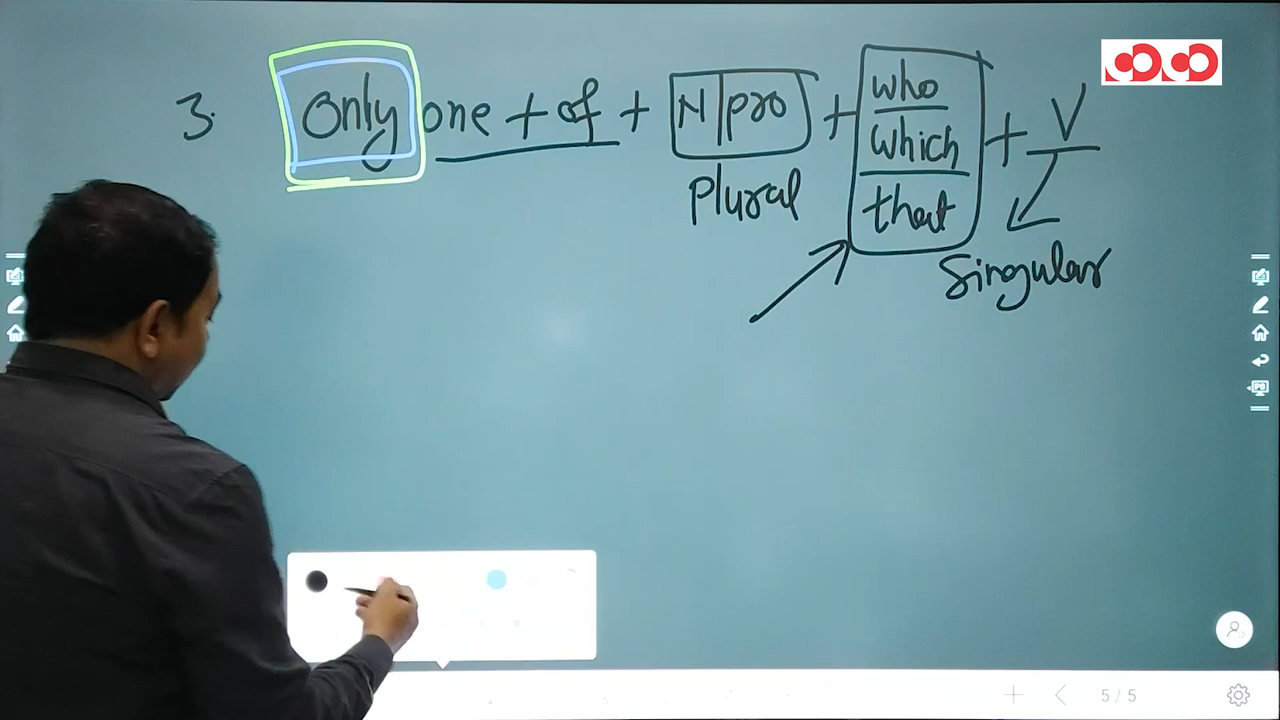 3. Only one + of + N|pro + who + V
which
that
Plural
Singular
5/5